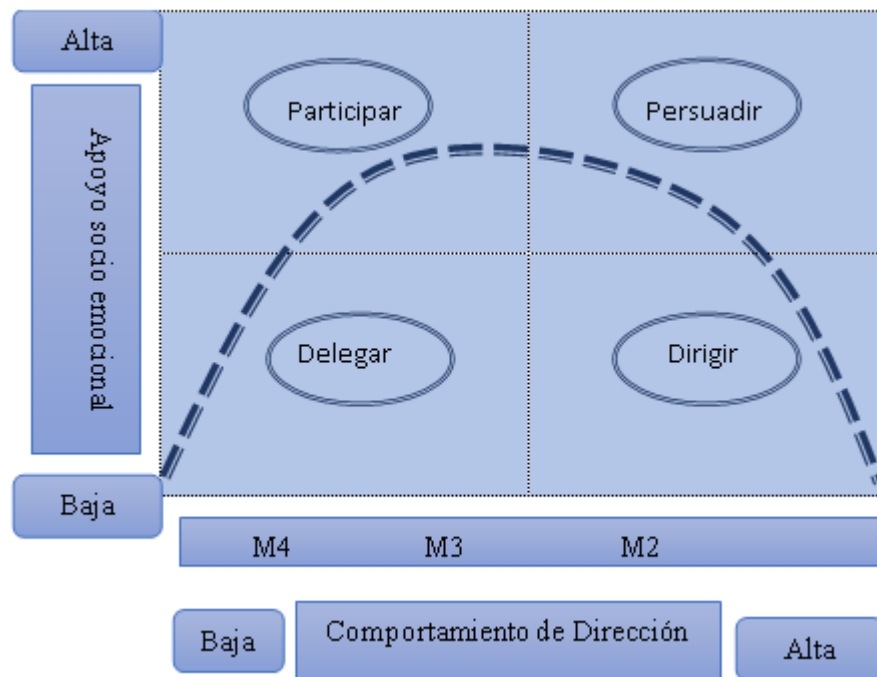 Alta
Participar
Persuadir
Apoyo socio emocional
Delegar
Dirigir
Baja
M4 M3 M2
Baja
Comportamiento de Dirección
Alta